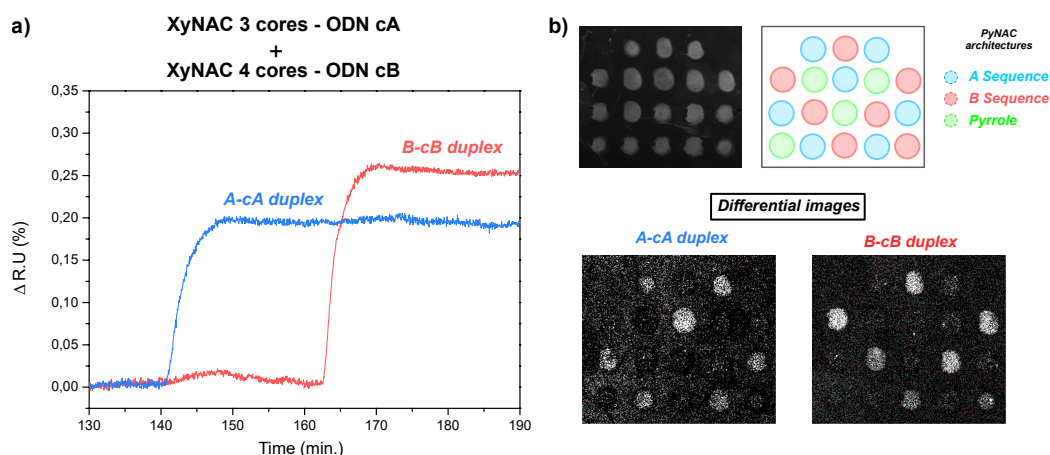 a)
XyNAC 3 cores - ODN cA
+
XyNAC 4 cores - ODN cB
0,35
0,30
0,25
0,20
0,15
0,10
0,05
0,00
Δ R.U (%)
B-cB duplex
A-cA duplex
130
140
150
160
170
180
190
Time (min.)
b)
PyNAC
architectures
A Sequence
B Sequence
Pyrrole
Differential images
A-cA duplex
B-cB duplex